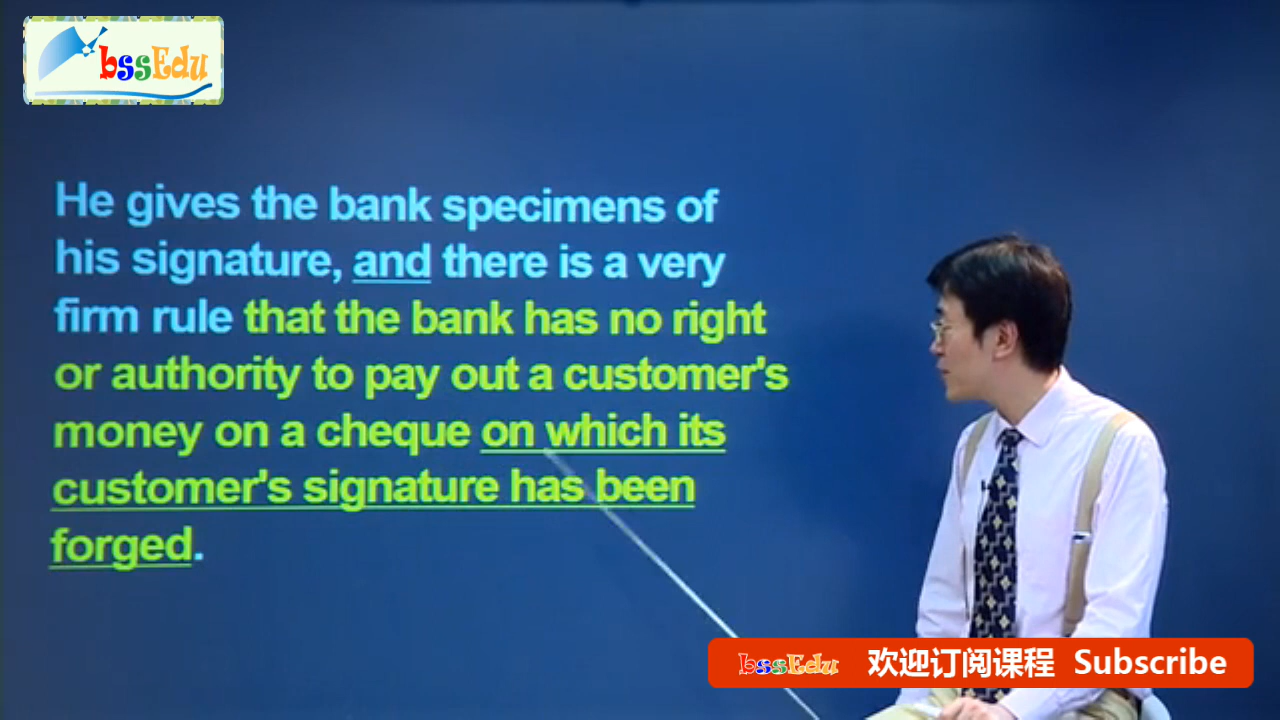 bssEdu
He gives the bank specimens of
his signature, and there is a very
firm rule that the bank has no right
or authority to pay out a customer's
money on a cheque on which its
customer's signature has been
forged.
bssEdu 欢迎订阅课程 Subscribe